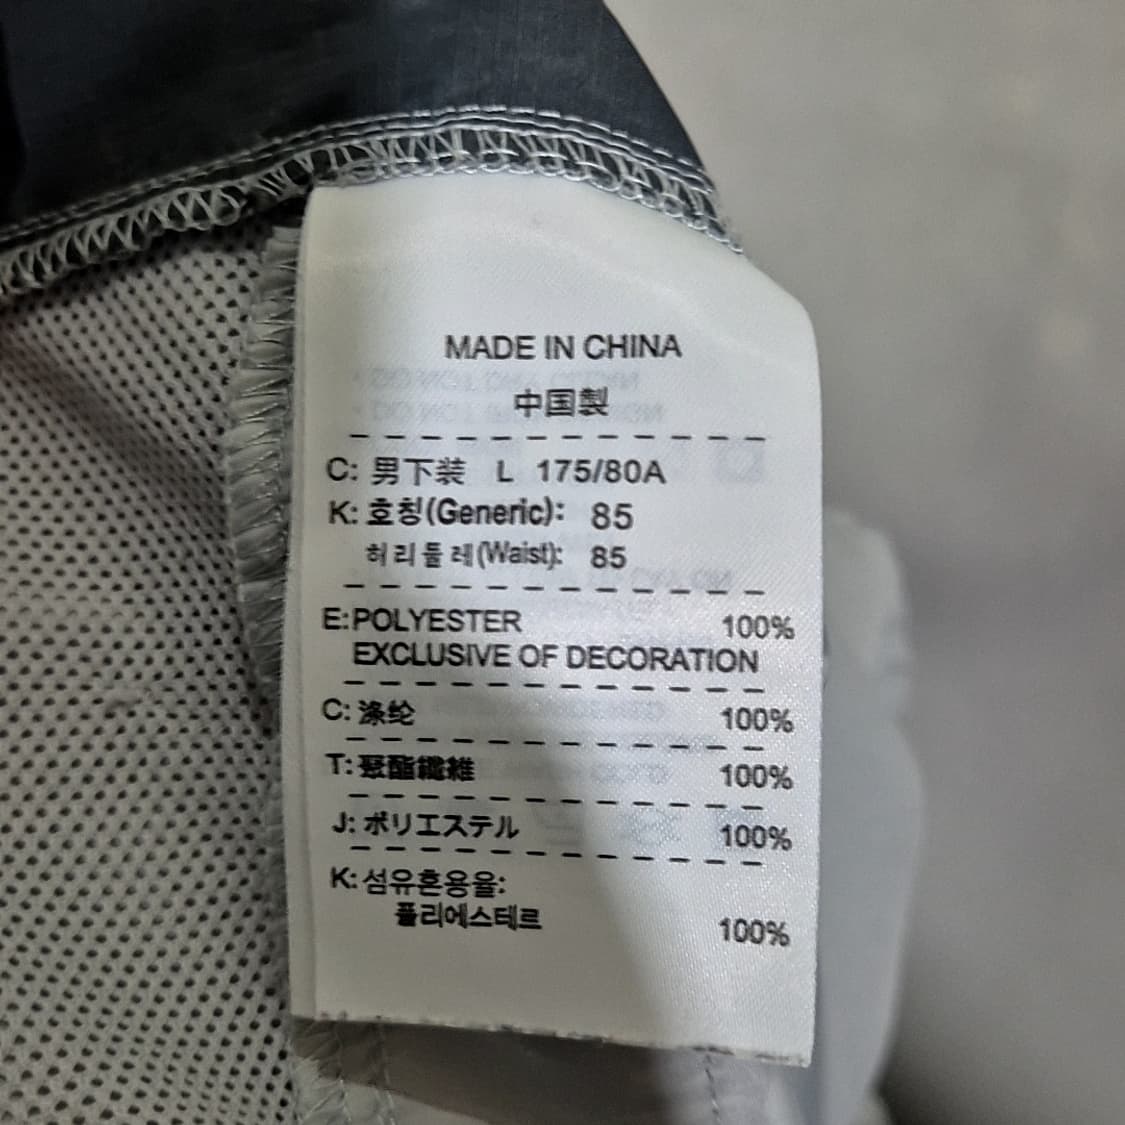 MADE IN CHINA
中国製
C: 男下装 L 175/80A
K: 호칭(Generic): 85
허리둘레(Waist): 85
E:POLYESTER 100%
EXCLUSIVE OF DECORATION
C: 涤纶 100%
T: 聚酯纖維 100%
J: ポリエステル 100%
K: 섬유혼용율:
폴리에스테르 100%